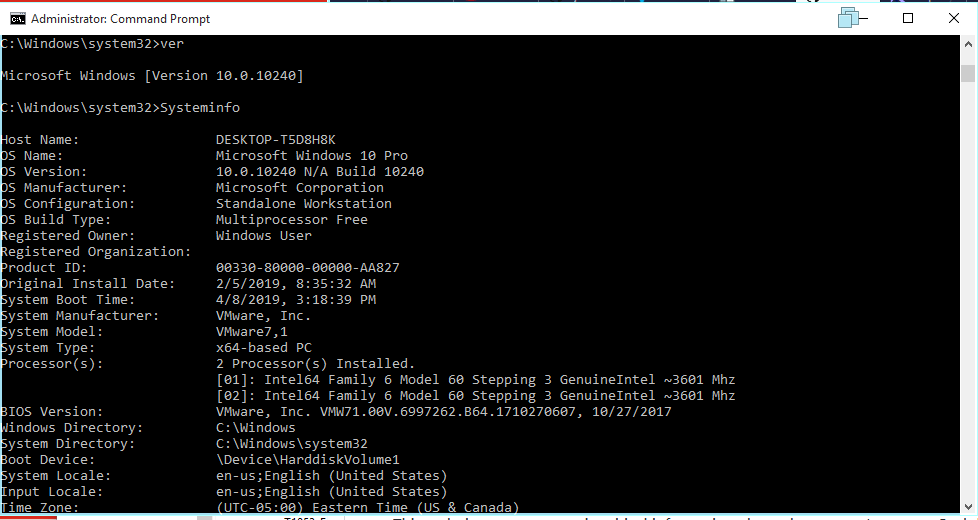 Administrator: Command Prompt
C:\Windows\system32>ver
Microsoft Windows [Version 10.0.10240]
C:\Windows\system32>Systeminfo
Host Name: DESKTOP-T5D8H8K
OS Name: Microsoft Windows 10 Pro
OS Version: 10.0.10240 N/A Build 10240
OS Manufacturer: Microsoft Corporation
OS Configuration: Standalone Workstation
OS Build Type: Multiprocessor Free
Registered Owner: Windows User
Registered Organization:
Product ID: 00330-80000-00000-AA827
Original Install Date: 2/5/2019, 8:35:32 AM
System Boot Time: 4/8/2019, 3:18:39 PM
System Manufacturer: VMware, Inc.
System Model: VMware7,1
System Type: x64-based PC
Processor(s): 2 Processor(s) Installed.
[01]: Intel64 Family 6 Model 60 Stepping 3 GenuineIntel ~3601 Mhz
[02]: Intel64 Family 6 Model 60 Stepping 3 GenuineIntel ~3601 Mhz
BIOS Version: VMware, Inc. VMW71.00V.6997262.B64.1710270607, 10/27/2017
Windows Directory: C:\Windows
System Directory: C:\Windows\system32
Boot Device: \Device\HarddiskVolume1
System Locale: en-us;English (United States)
Input Locale: en-us;English (United States)
Time Zone: (UTC-05:00) Eastern Time (US & Canada)